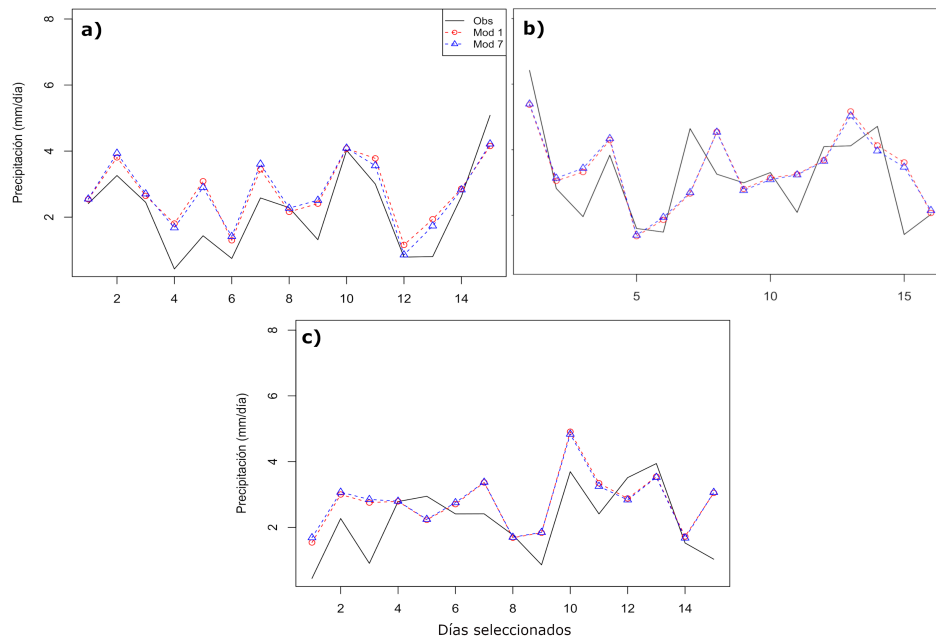 a)
Obs
Mod 1
Mod 7
Precipitación (mm/día)
8
6
4
2
2 4 6 8 10 12 14
b)
5 10 15
c)
Precipitación (mm/día)
8
6
4
2
2 4 6 8 10 12 14
Días seleccionados